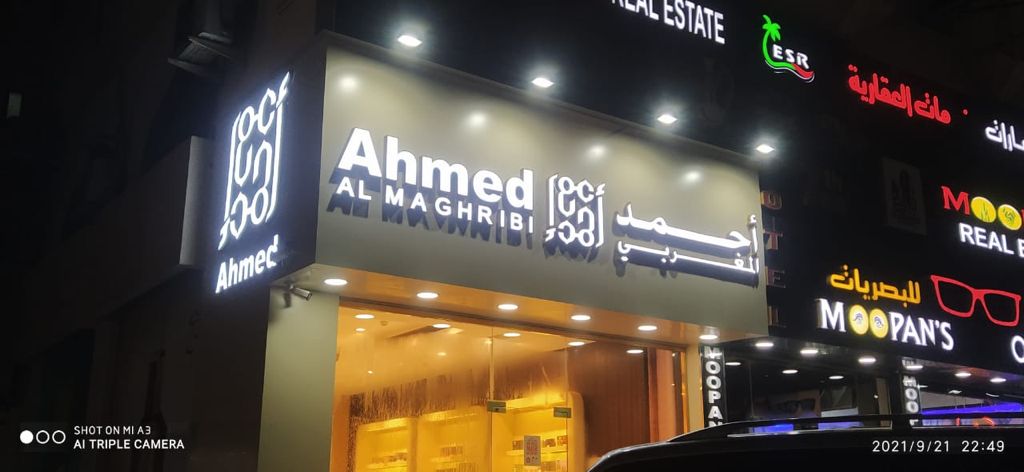 REAL ESTATE
ESR
Ahmed
Ahmed
AL MAGHRIBI
أحمد
المغربي
REAL
للبصريات
MOOPAN'S
MOOPAN
MOO
SHOT ON MI A3
AI TRIPLE CAMERA
2021/9/21 22:49